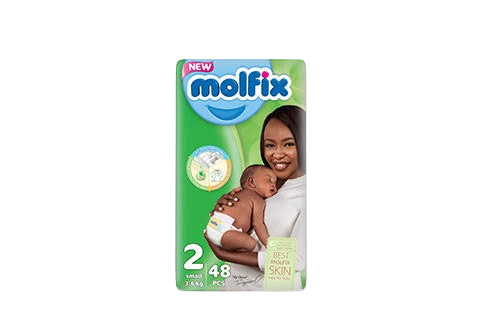 NEW
molfix
2
small
3-6 kg
48
PCS
BEST
MOLFIX
SKIN